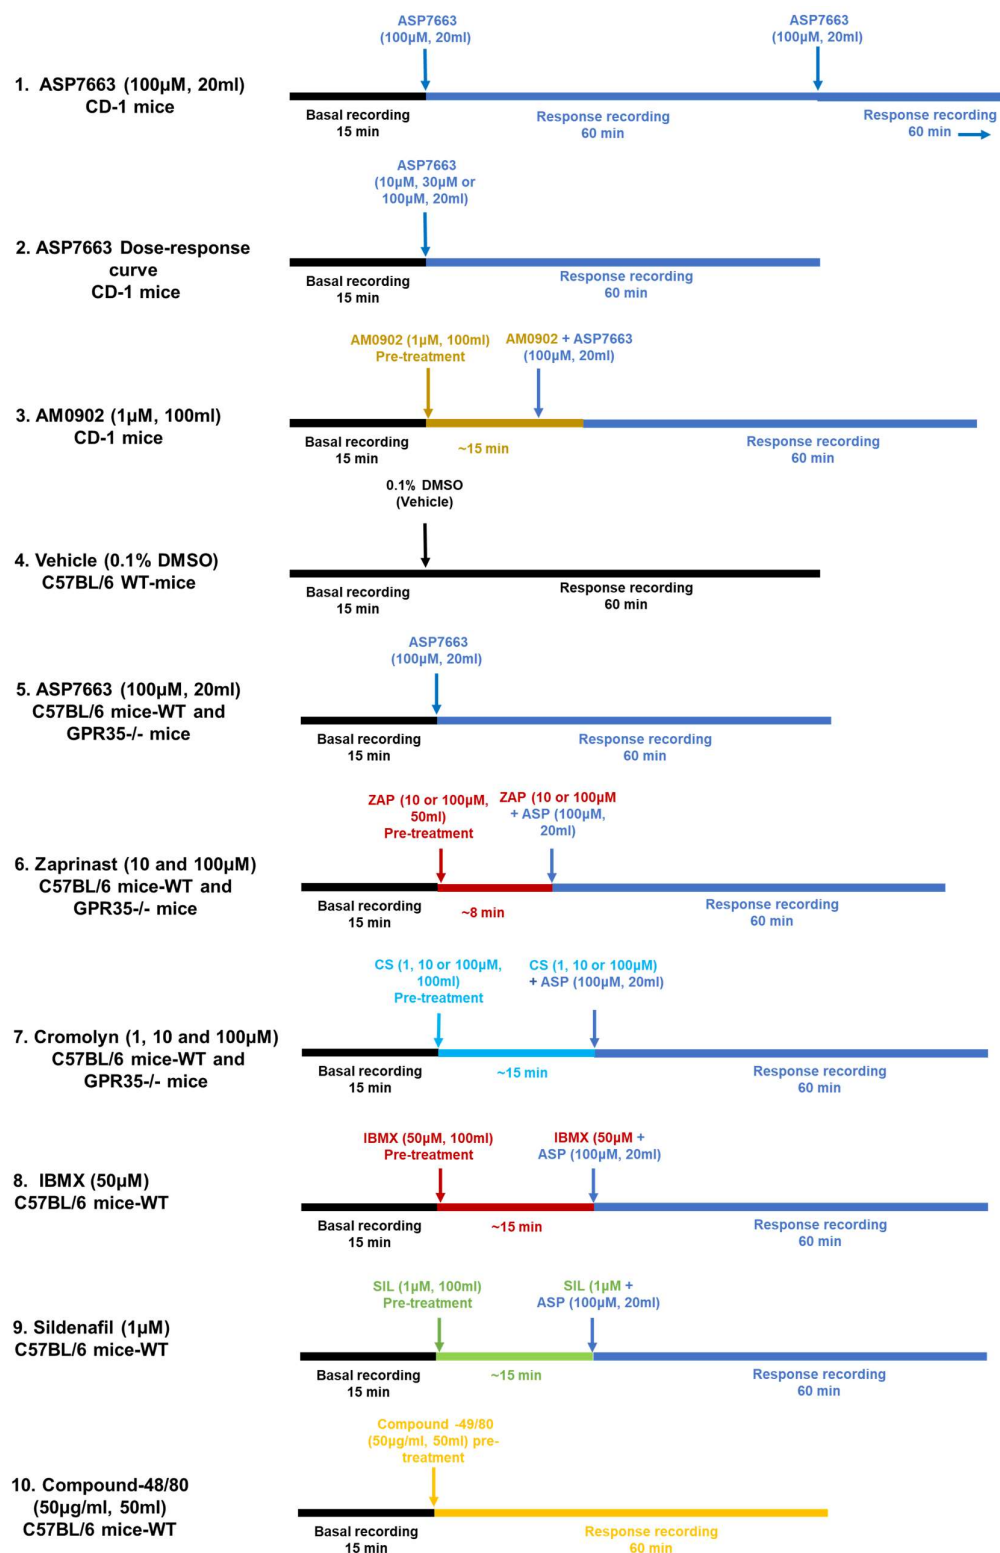 ASP7663
(100µM, 20ml)
ASP7663
(100µM, 20ml)
1. ASP7663 (100µM, 20ml)
CD-1 mice
Basal recording
15 min
Response recording
60 min
Response recording
60 min
ASP7663
(10µM, 30µM or
100µM, 20ml)
2. ASP7663 Dose-response
curve
CD-1 mice
Basal recording
15 min
Response recording
60 min
AM0902 (1µM, 100ml)
Pre-treatment
AM0902 + ASP7663
(100µM, 20ml)
3. AM0902 (1µM, 100ml)
CD-1 mice
Basal recording
15 min
~15 min
Response recording
60 min
0.1% DMSO
(Vehicle)
4. Vehicle (0.1% DMSO)
C57BL/6 WT-mice
Basal recording
15 min
Response recording
60 min
ASP7663
(100µM, 20ml)
5. ASP7663 (100µM, 20ml)
C57BL/6 mice-WT and
GPR35-/- mice
Basal recording
15 min
Response recording
60 min
ZAP (10 or 100µM,
50ml)
Pre-treatment
ZAP (10 or 100µM
+ ASP (100µM,
20ml)
6. Zaprinast (10 and 100µM)
C57BL/6 mice-WT and
GPR35-/- mice
Basal recording
15 min
~8 min
Response recording
60 min
CS (1, 10 or 100µM,
100ml)
Pre-treatment
CS (1, 10 or 100µM)
+ ASP (100µM, 20ml)
7. Cromolyn (1, 10 and 100µM)
C57BL/6 mice-WT and
GPR35-/- mice
Basal recording
15 min
~15 min
Response recording
60 min
IBMX (50µM, 100ml)
Pre-treatment
IBMX (50µM +
ASP (100µM, 20ml)
8. IBMX (50µM)
C57BL/6 mice-WT
Basal recording
15 min
~15 min
Response recording
60 min
SIL (1µM, 100ml)
Pre-treatment
SIL (1µM +
ASP (100µM, 20ml)
9. Sildenafil (1µM)
C57BL/6 mice-WT
Basal recording
15 min
~15 min
Response recording
60 min
Compound -49/80
(50µg/ml, 50ml) pre-
treatment
10. Compound-48/80
(50µg/ml, 50ml)
C57BL/6 mice-WT
Basal recording
15 min
Response recording
60 min